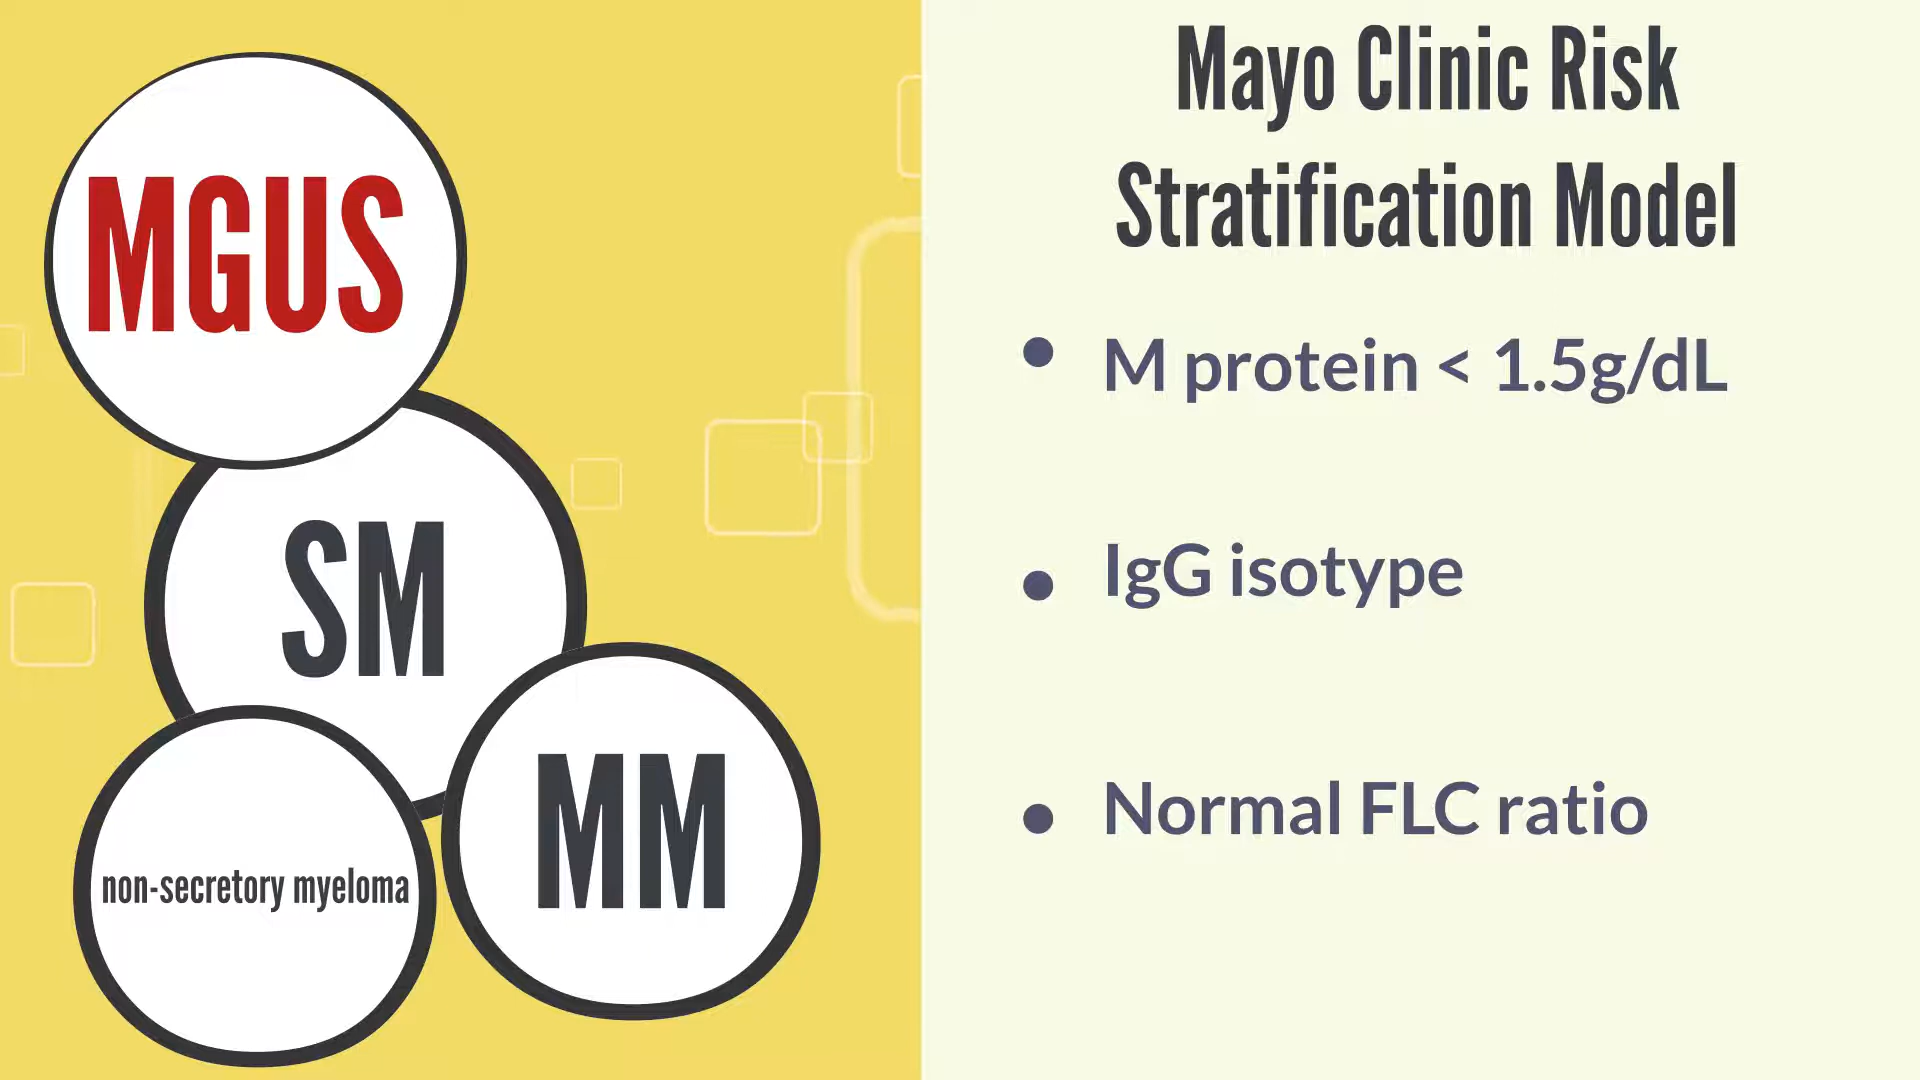 MGUS
SM
MM
non-secretory myeloma
Mayo Clinic Risk
Stratification Model
• M protein < 1.5g/dL
• IgG isotype
• Normal FLC ratio